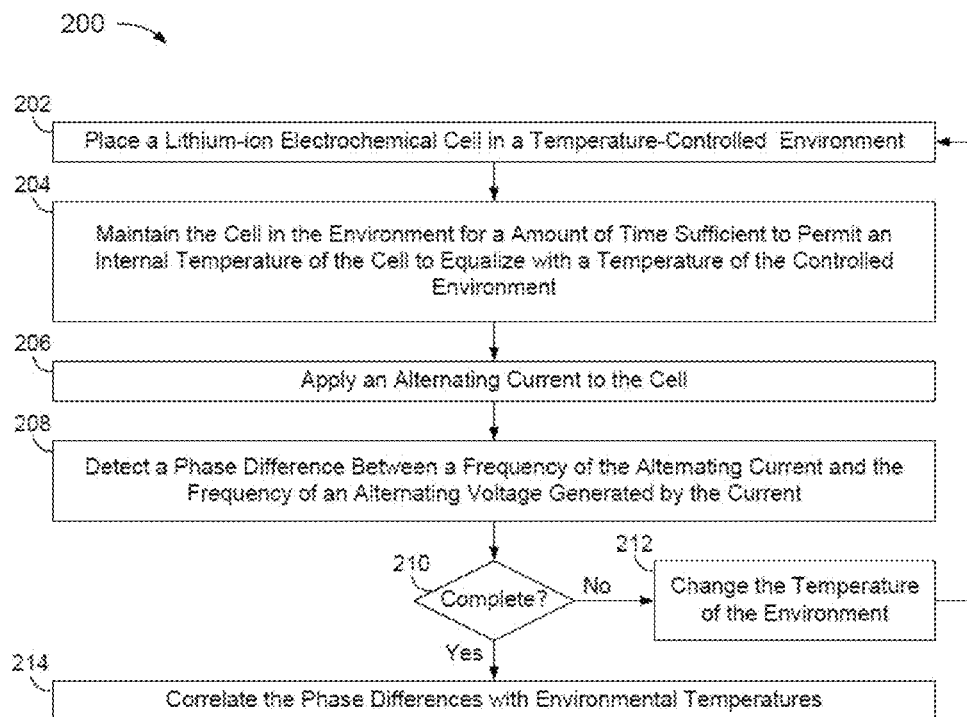 200
202
Place a Lithium-ion Electrochemical Cell in a Temperature-Controlled Environment
204
Maintain the Cell in the Environment for a Amount of Time Sufficient to Permit an
Internal Temperature of the Cell to Equalize with a Temperature of the Controlled
Environment
206
Apply an Alternating Current to the Cell
208
Detect a Phase Difference Between a Frequency of the Alternating Current and the
Frequency of an Alternating Voltage Generated by the Current
210
Complete?
No
212
Change the Temperature
of the Environment
Yes
214
Correlate the Phase Differences with Environmental Temperatures